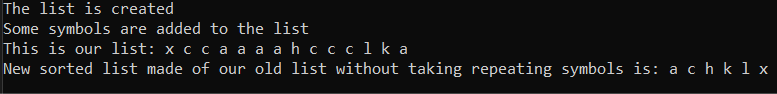 The list is created
Some symbols are added to the list
This is our list: x c c a a a a h c c c l k a
New sorted list made of our old list without taking repeating symbols is: a c h k l x